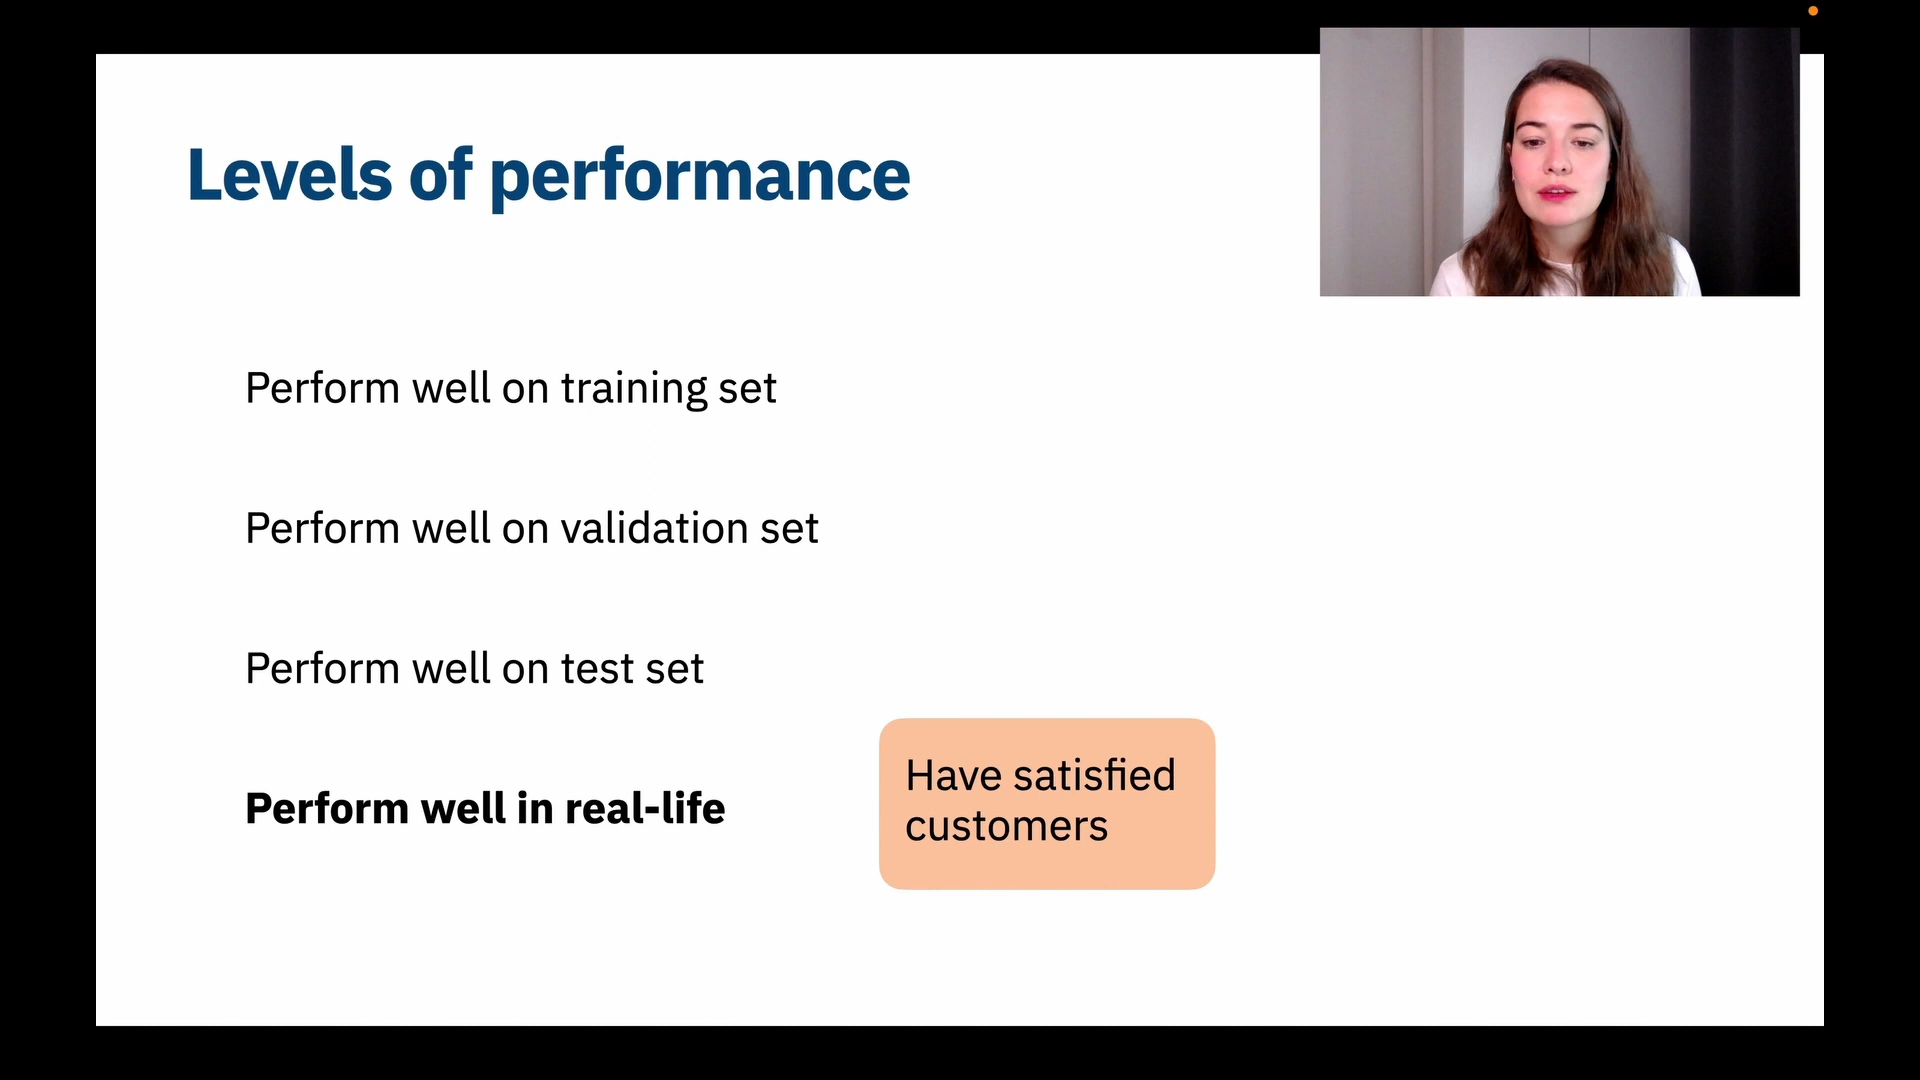 Levels of performance
Perform well on training set
Perform well on validation set
Perform well on test set
Perform well in real-life
Have satisfied
customers